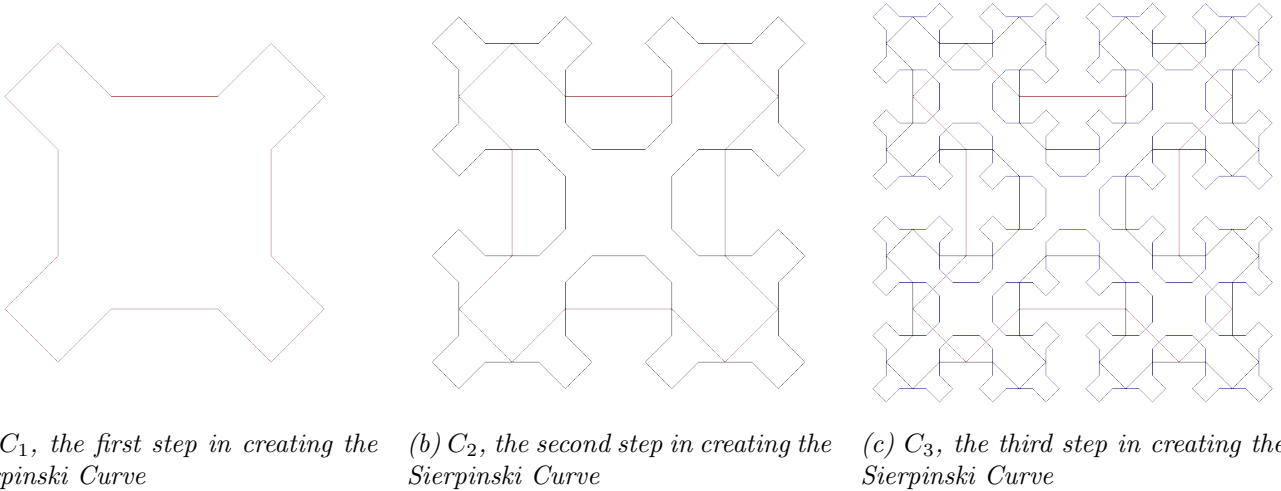 C₁, the first step in creating the
pinski Curve
(b) C₂, the second step in creating the
Sierpinski Curve
(c) C₃, the third step in creating the
Sierpinski Curve